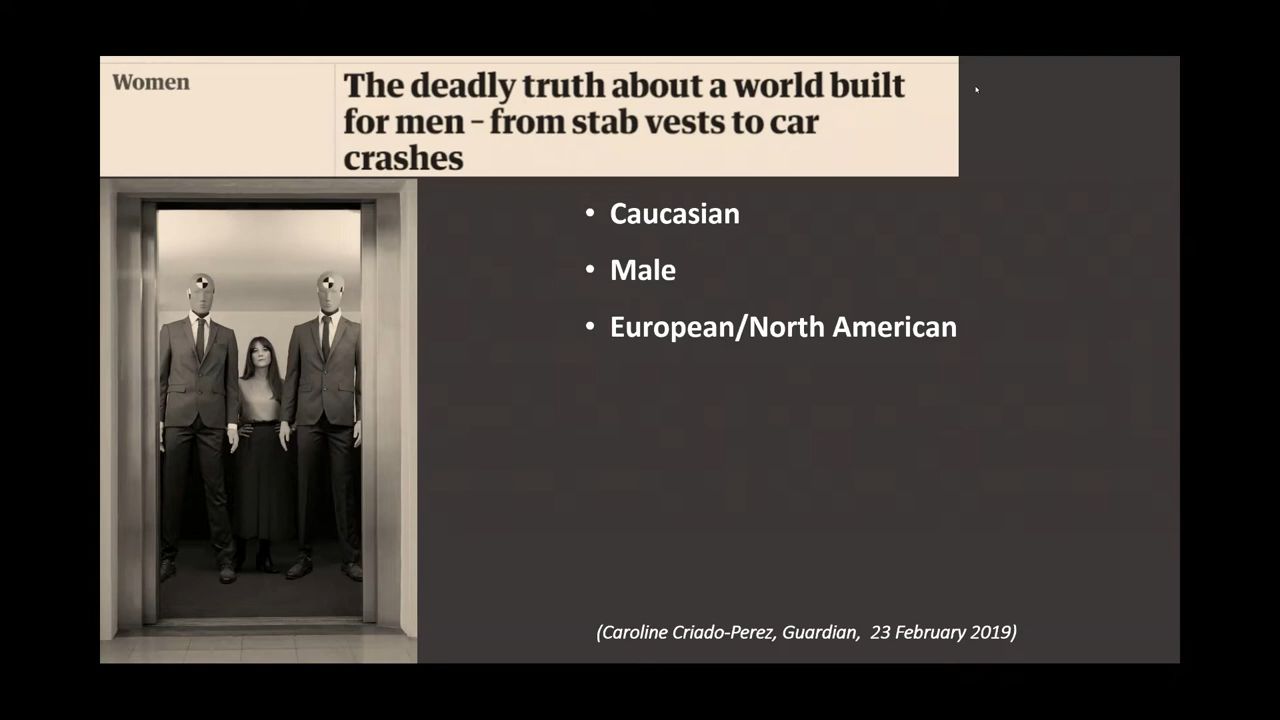 Women
The deadly truth about a world built
for men – from stab vests to car
crashes
• Caucasian
• Male
• European/North American
(Caroline Criado-Perez, Guardian, 23 February 2019)